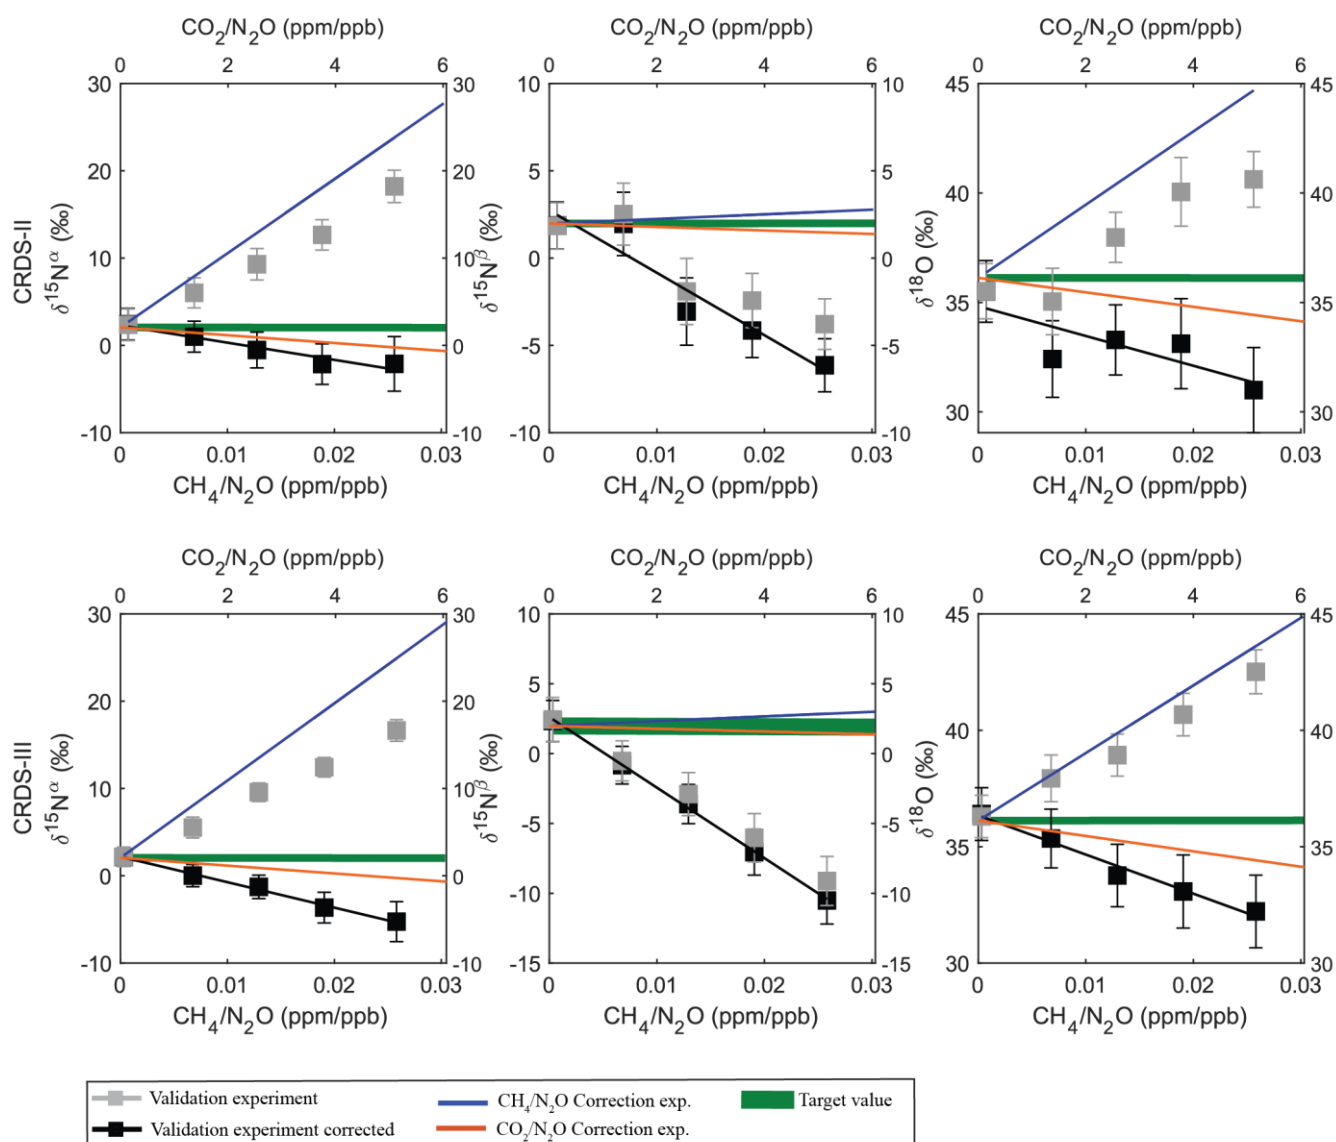 CO2/N2O (ppm/ppb) CO2/N2O (ppm/ppb) CO2/N2O (ppm/ppb)
0 2 4 6 0 2 4 6 0 2 4 6
30 30 10 10 45 45
20 20 5 5 40 40
10 10 0 0 35 35
0 0 -5 -5 30 30
-10 -10 -10 -10
CRDS-II
δ15Nα (‰) δ15Nβ (‰) δ18O (‰)
0 0.01 0.02 0.03 0 0.01 0.02 0.03 0 0.01 0.02 0.03
CH4/N2O (ppm/ppb) CH4/N2O (ppm/ppb) CH4/N2O (ppm/ppb)
CO2/N2O (ppm/ppb) CO2/N2O (ppm/ppb) CO2/N2O (ppm/ppb)
0 2 4 6 0 2 4 6 0 2 4 6
30 30 10 10 45 45
20 20 5 5 40 40
10 10 0 0 35 35
0 0 -5 -5 30 30
-10 -10 -10 -10
-15 -15
CRDS-III
δ15Nα (‰) δ15Nβ (‰) δ18O (‰)
0 0.01 0.02 0.03 0 0.01 0.02 0.03 0 0.01 0.02 0.03
CH4/N2O (ppm/ppb) CH4/N2O (ppm/ppb) CH4/N2O (ppm/ppb)
Validation experiment CH4/N2O Correction exp. Target value
Validation experiment corrected CO2/N2O Correction exp.